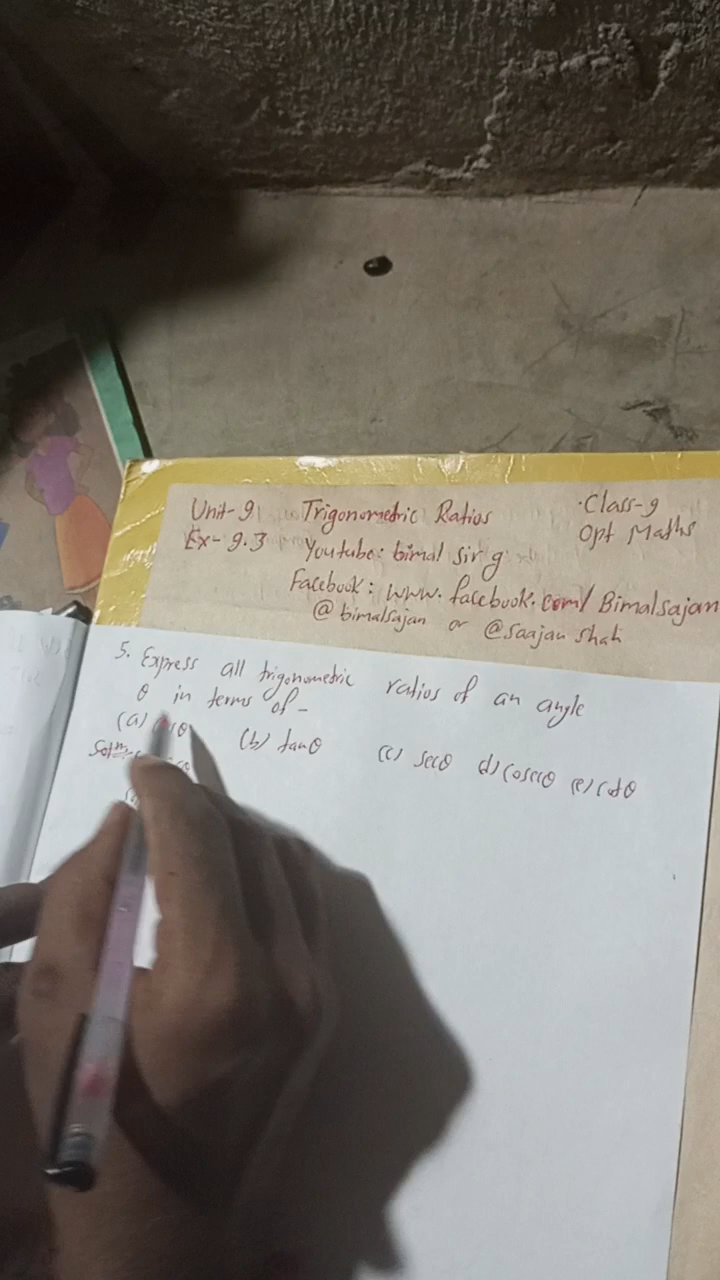 Unit-9 Trigonometric Ratios Class-9
Ex- 9.3 Youtube: bimal sir g Opt Maths
Facebook: www.facebook.com/Bimalsajan
@bimalsajan or @saajan shah
5. Express all trigonometric ratios of an angle
θ in terms of -
(a) (b) tanθ (c) secθ d) cosecθ (e) cotθ
Solⁿ: